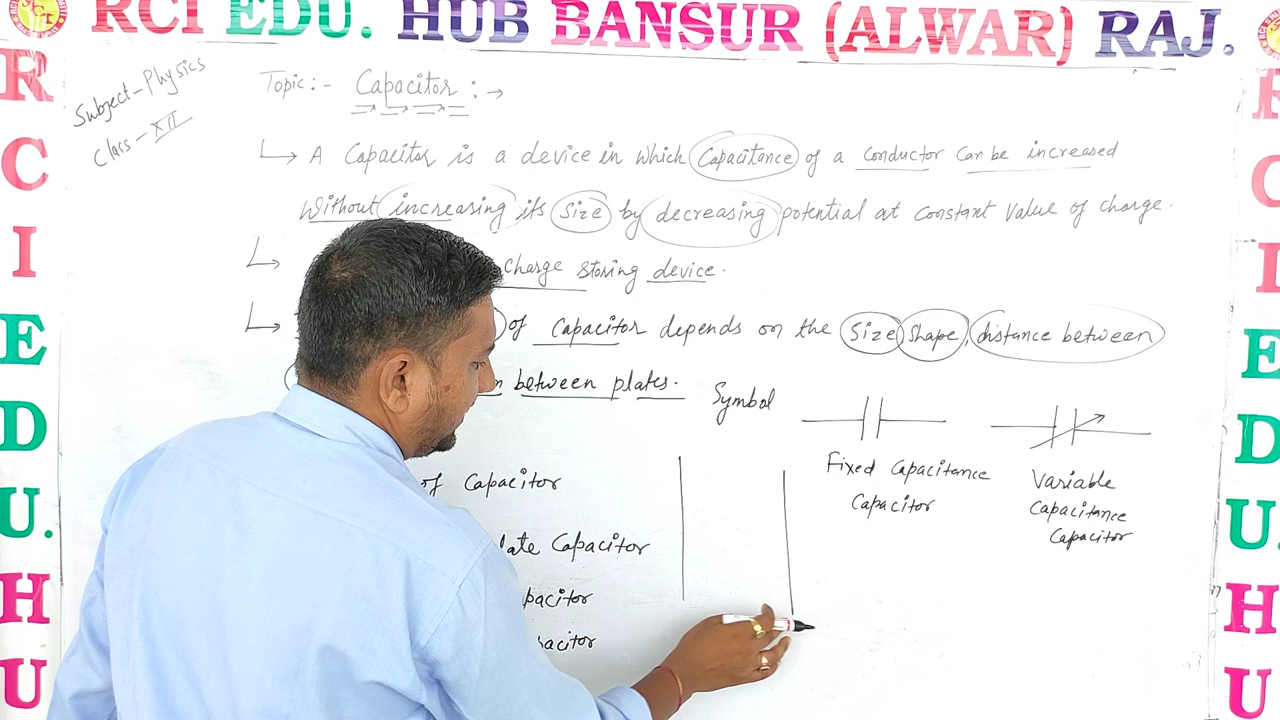 RCI EDU. HUB BANSUR (ALWAR) RAJ.
R
C
I
E
D
U.
H
U
Subject-Physics
Class-XII
Topic:- Capacitor :→
A Capacitor is a device in which Capacitance of a conductor can be increased
Without increasing its Size by decreasing potential at constant value of charge.
charge storing device.
of capacitor depends on the Size, Shape, distance between
between plates.
Symbol
Fixed Capacitance
Capacitor
Variable
Capacitance
Capacitor
of Capacitor
late Capacitor
pacitor
acitor
R
C
I
E
D
U.
H
U